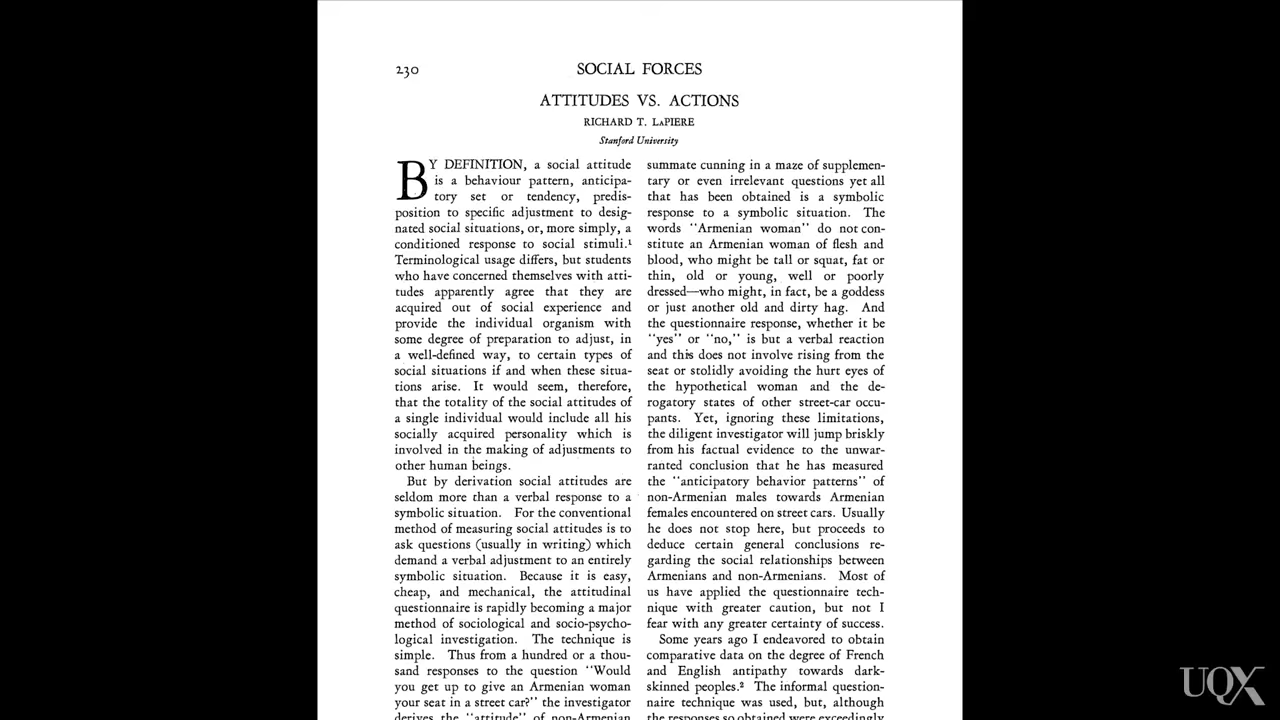 230
SOCIAL FORCES
ATTITUDES VS. ACTIONS
RICHARD T. LAPIERE
Stanford University
BY DEFINITION, a social attitude
is a behaviour pattern, anticipa-
tory set or tendency, predis-
position to specific adjustment to desig-
nated social situations, or, more simply, a
conditioned response to social stimuli.¹
Terminological usage differs, but students
who have concerned themselves with atti-
tudes apparently agree that they are
acquired out of social experience and
provide the individual organism with
some degree of preparation to adjust, in
a well-defined way, to certain types of
social situations if and when these situa-
tions arise. It would seem, therefore,
that the totality of the social attitudes of
a single individual would include all his
socially acquired personality which is
involved in the making of adjustments to
other human beings.
But by derivation social attitudes are
seldom more than a verbal response to a
symbolic situation. For the conventional
method of measuring social attitudes is to
ask questions (usually in writing) which
demand a verbal adjustment to an entirely
symbolic situation. Because it is easy,
cheap, and mechanical, the attitudinal
questionnaire is rapidly becoming a major
method of sociological and socio-psycho-
logical investigation. The technique is
simple. Thus from a hundred or a thou-
sand responses to the question "Would
you get up to give an Armenian woman
your seat in a street car?" the investigator
derives the "attitude" of non-Armenian
summate cunning in a maze of supplemen-
tary or even irrelevant questions yet all
that has been obtained is a symbolic
response to a symbolic situation. The
words "Armenian woman" do not con-
stitute an Armenian woman of flesh and
blood, who might be tall or squat, fat or
thin, old or young, well or poorly
dressed—who might, in fact, be a goddess
or just another old and dirty hag. And
the questionnaire response, whether it be
"yes" or "no," is but a verbal reaction
and this does not involve rising from the
seat or stolidly avoiding the hurt eyes of
the hypothetical woman and the de-
rogatory states of other street-car occu-
pants. Yet, ignoring these limitations,
the diligent investigator will jump briskly
from his factual evidence to the unwar-
ranted conclusion that he has measured
the "anticipatory behavior patterns" of
non-Armenian males towards Armenian
females encountered on street cars. Usually
he does not stop here, but proceeds to
deduce certain general conclusions re-
garding the social relationships between
Armenians and non-Armenians. Most of
us have applied the questionnaire tech-
nique with greater caution, but not I
fear with any greater certainty of success.
Some years ago I endeavored to obtain
comparative data on the degree of French
and English antipathy towards dark-
skinned peoples.² The informal question-
naire technique was used, but, although
the responses so obtained were exceedingly
UQX